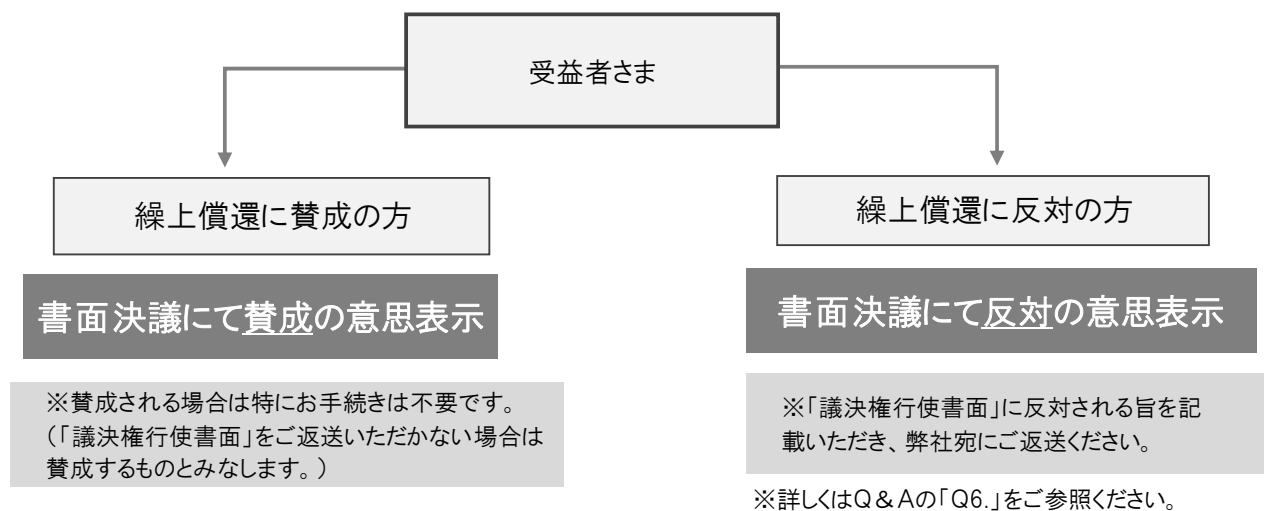 受益者さま
繰上償還に賛成の方
書面決議にて賛成の意思表示
※賛成される場合は特にお手続きは不要です。
(「議決権行使書面」をご返送いただかない場合は
賛成するものとみなします。)
繰上償還に反対の方
書面決議にて反対の意思表示
※「議決権行使書面」に反対される旨を記
載いただき、弊社宛にご返送ください。
※詳しくはQ&Aの「Q6.」をご参照ください。